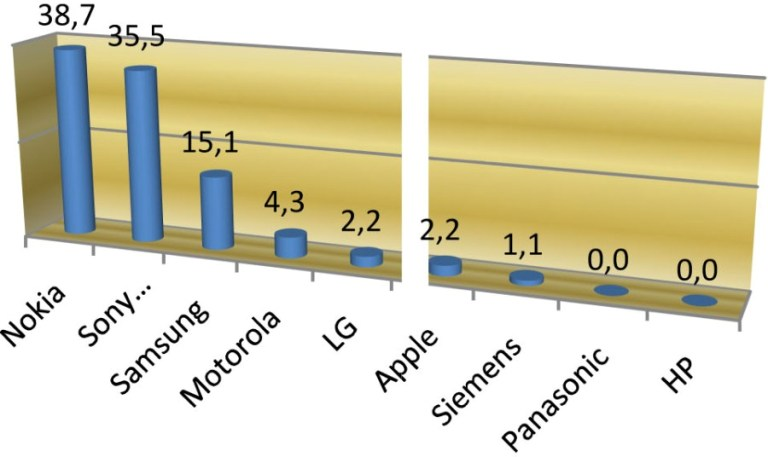 38,7
35,5
15,1
4,3
2,2
2,2
1,1
0,0
0,0
Nokia
Sony...
Samsung
Motorola
LG
Apple
Siemens
Panasonic
HP